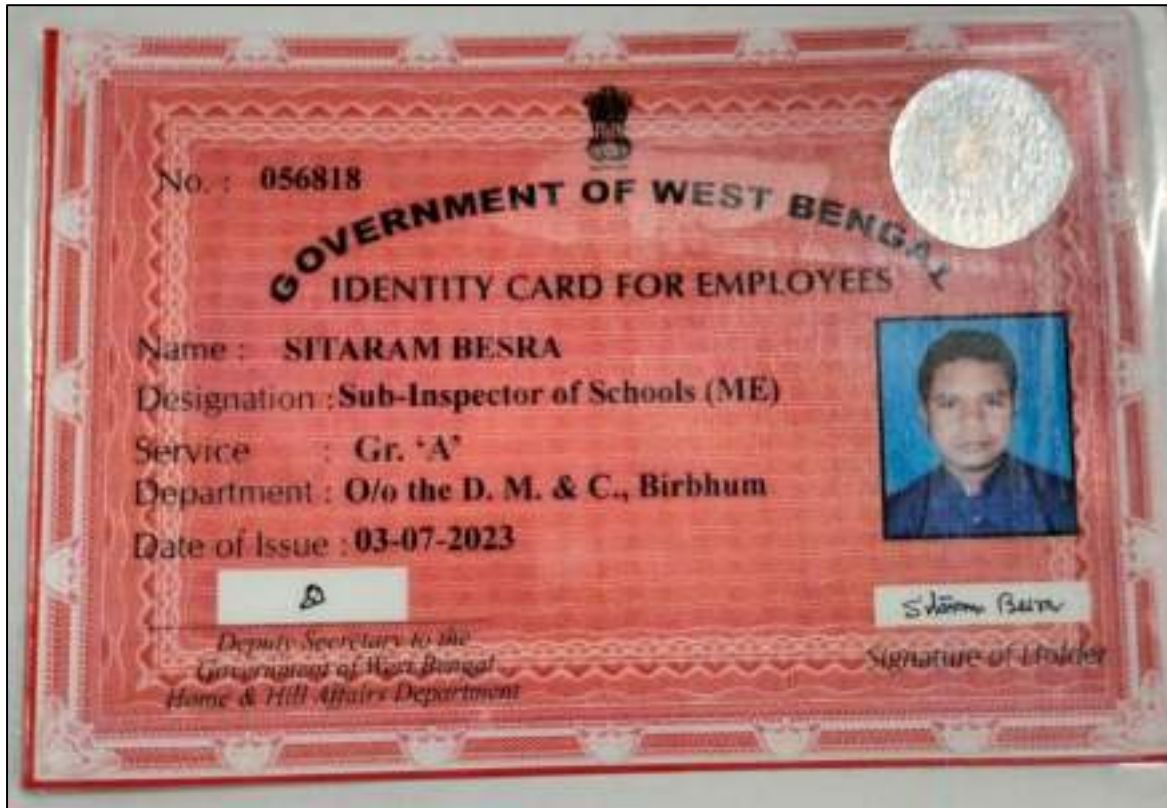 No. : 056818
GOVERNMENT OF WEST BENGAL
IDENTITY CARD FOR EMPLOYEES
Name : SITARAM BESRA
Designation : Sub-Inspector of Schools (ME)
Service : Gr. 'A'
Department : O/o the D. M. & C., Birbhum
Date of Issue : 03-07-2023
Deputy Secretary to the
Government of West Bengal
Home & Hill Affairs Department
Sitaram Besra
Signature of Holder